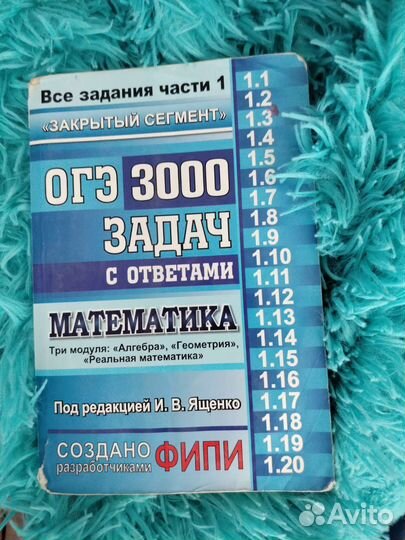 Все задания части 1
«ЗАКРЫТЫЙ СЕГМЕНТ»
ОГЭ 3000
ЗАДАЧ
С ОТВЕТАМИ
МАТЕМАТИКА
Три модуля: «Алгебра», «Геометрия»,
«Реальная математика»
Под редакцией И. В. Ященко
СОЗДАНО
разработчиками
ФИПИ
1.1
1.2
1.3
1.4
1.5
1.6
1.7
1.8
1.9
1.10
1.11
1.12
1.13
1.14
1.15
1.16
1.17
1.18
1.19
1.20
Avito